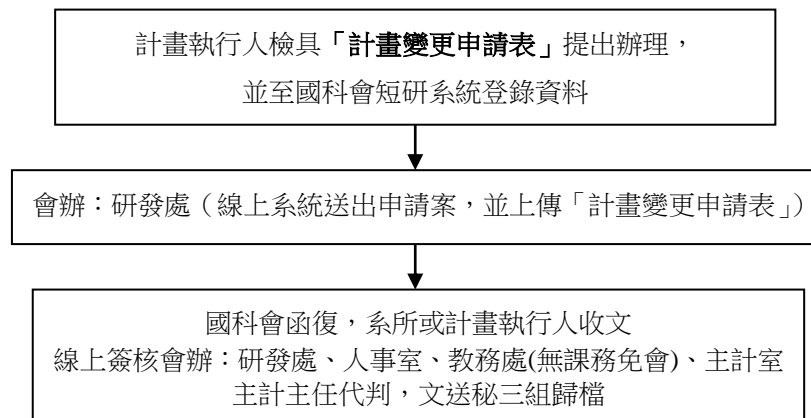 計畫執行人檢具「計畫變更申請表」提出辦理，
並至國科會短研系統登錄資料
會辦：研發處（線上系統送出申請案，並上傳「計畫變更申請表」）
國科會函復，系所或計畫執行人收文
線上簽核會辦：研發處、人事室、教務處(無課務免會)、主計室
主計主任代判，文送秘三組歸檔